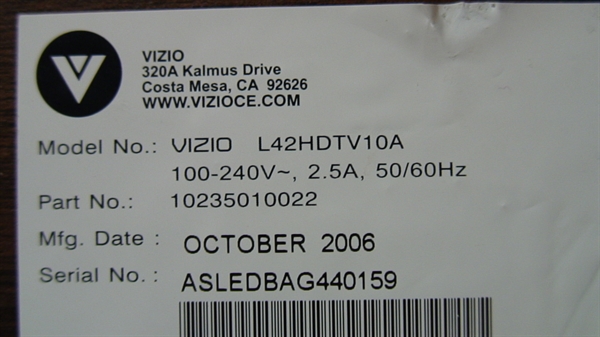 VIZIO
320A Kalmus Drive
Costa Mesa, CA 92626
WWW.VIZIOCE.COM
Model No.: VIZIO L42HDTV10A
100-240V~, 2.5A, 50/60Hz
Part No.: 10235010022
Mfg. Date : OCTOBER 2006
Serial No. : ASLEDBAG440159